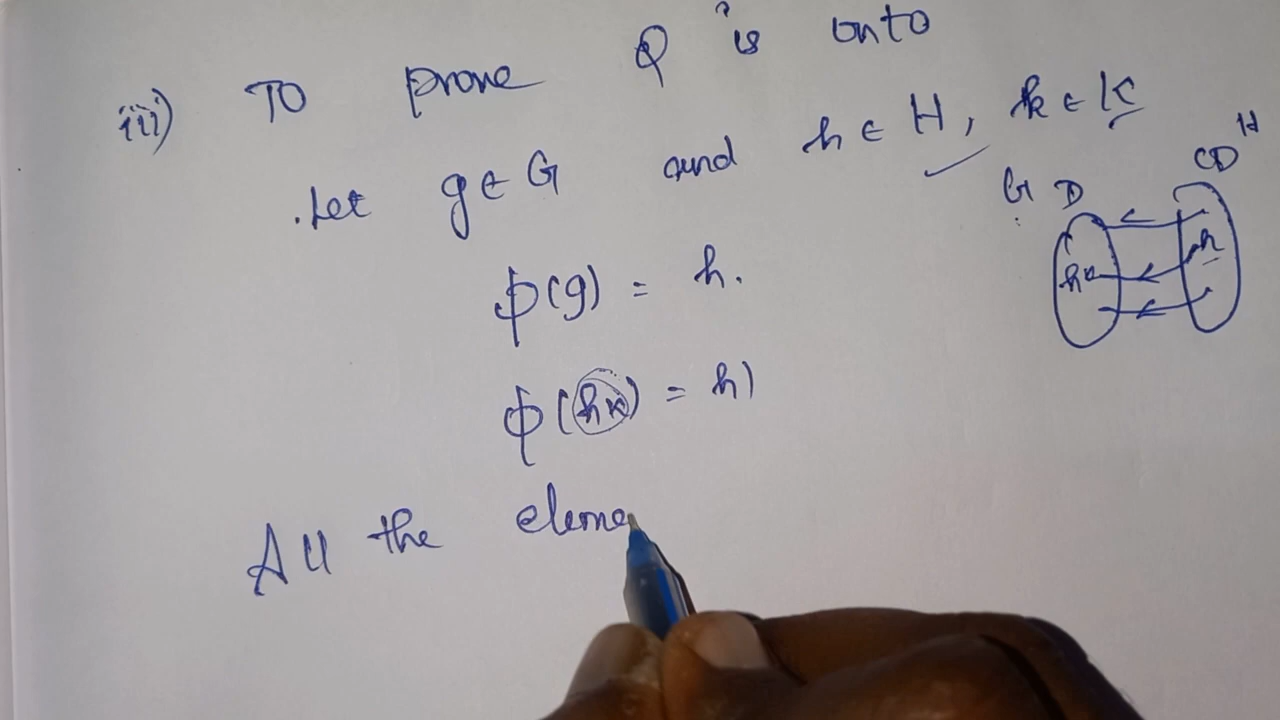 iii) To prove φ is onto
.Let g ∈ G and h ∈ H, k ∈ K
G D CD H
φ(g) = h.
hk h
φ(hk) = h)
All the eleme